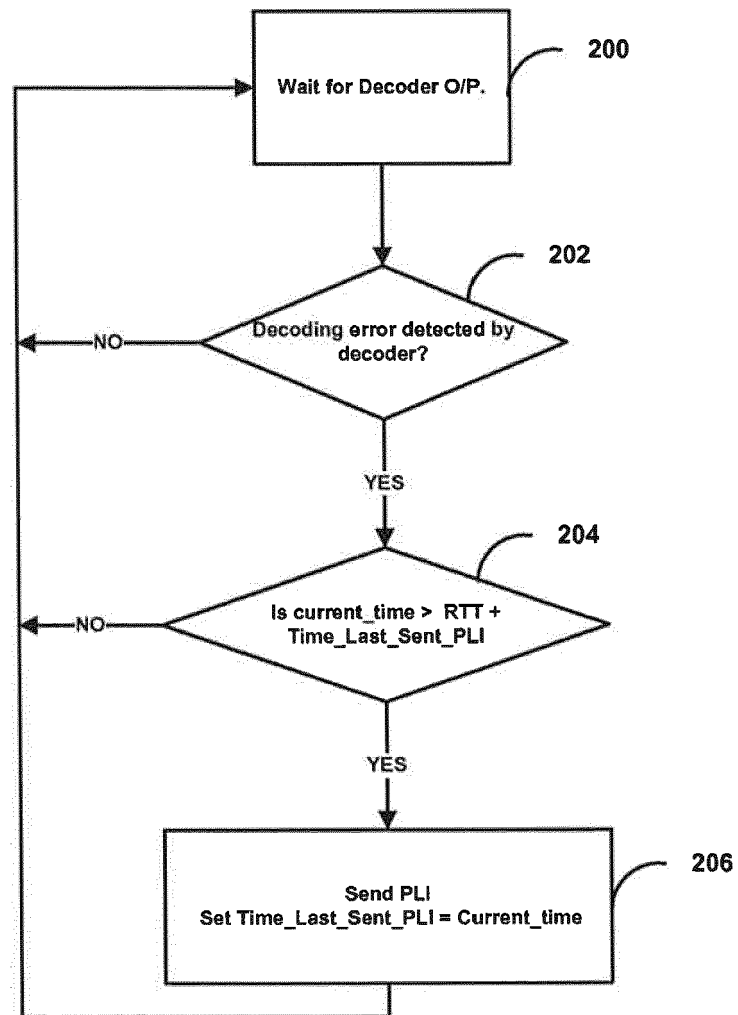 200
Wait for Decoder O/P.
202
Decoding error detected by
decoder?
NO
YES
204
Is current_time > RTT +
Time_Last_Sent_PLI
NO
YES
206
Send PLI
Set Time_Last_Sent_PLI = Current_time